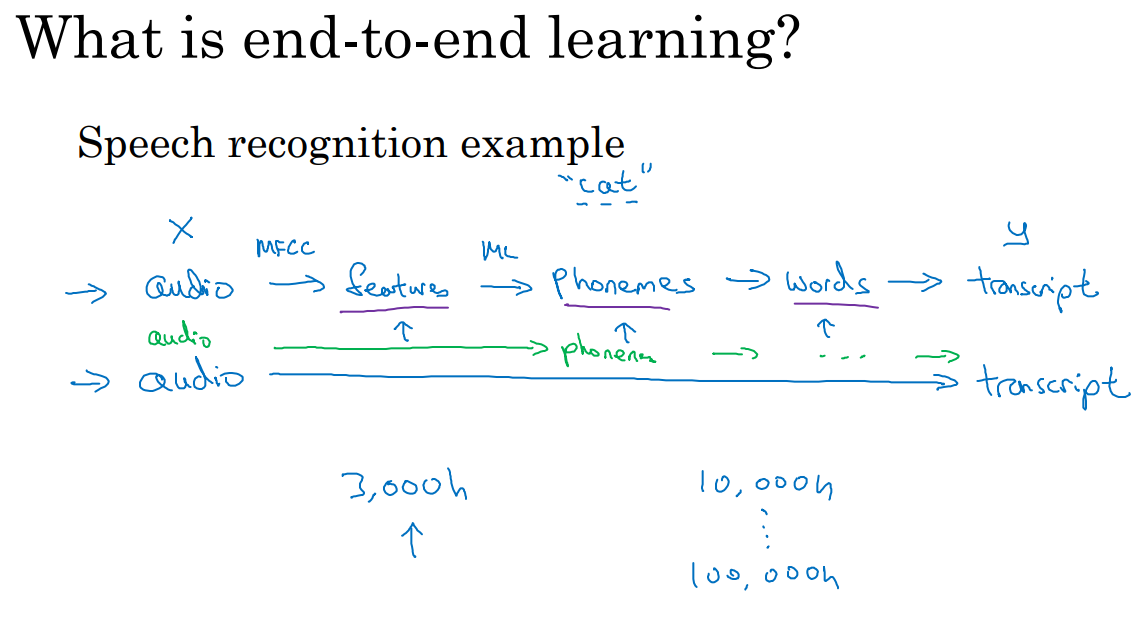 What is end-to-end learning?
Speech recognition example
"cat"
X MFCC ML y
→ audio → features → phonemes → words → transcript
audio → phonemes → ... →
→ audio → transcript
3,000h 10,000h
100,000h